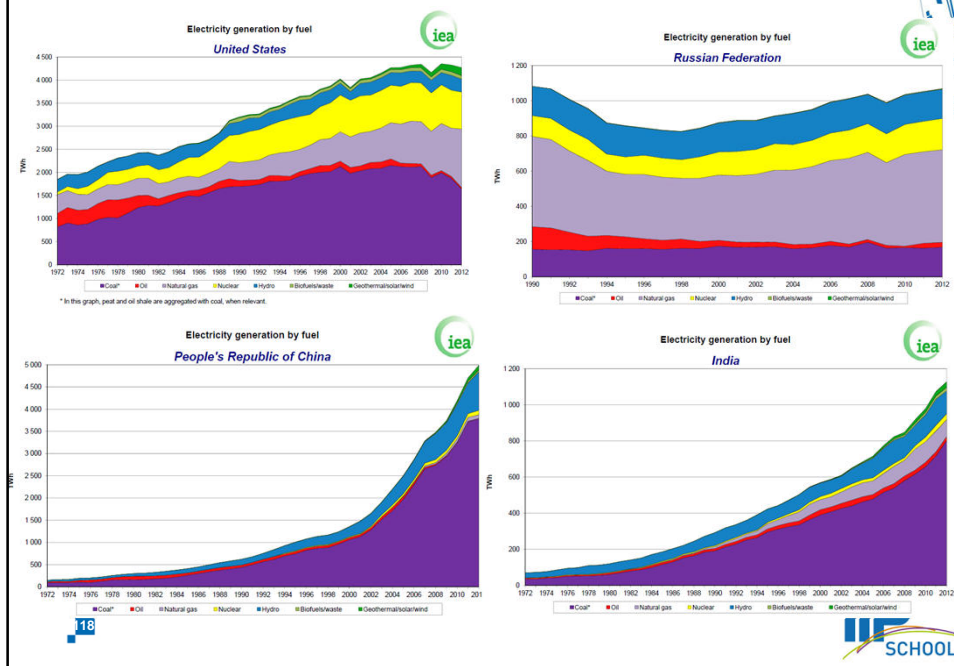 Electricity generation by fuel
United States
iea
4 500
4 000
3 500
3 000
2 500
2 000
1 500
1 000
500
0
TWh
1972 1974 1976 1978 1980 1982 1984 1986 1988 1990 1992 1994 1996 1998 2000 2002 2004 2006 2008 2010 2012
Coal* Oil Natural gas Nuclear Hydro Biofuels/waste Geothermal/solar/wind
* In this graph, peat and oil shale are aggregated with coal, when relevant.
Electricity generation by fuel
Russian Federation
iea
1 200
1 000
800
600
400
200
0
TWh
1990 1992 1994 1996 1998 2000 2002 2004 2006 2008 2010 2012
Coal* Oil Natural gas Nuclear Hydro Biofuels/waste Geothermal/solar/wind
Electricity generation by fuel
People's Republic of China
iea
5 000
4 500
4 000
3 500
3 000
2 500
2 000
1 500
1 000
500
0
TWh
1972 1974 1976 1978 1980 1982 1984 1986 1988 1990 1992 1994 1996 1998 2000 2002 2004 2006 2008 2010
Coal* Oil Natural gas Nuclear Hydro Biofuels/waste Geothermal/solar/wind
Electricity generation by fuel
India
iea
1 200
1 000
800
600
400
200
0
TWh
1972 1974 1976 1978 1980 1982 1984 1986 1988 1990 1992 1994 1996 1998 2000 2002 2004 2006 2008 2010 2012
Coal* Oil Natural gas Nuclear Hydro Biofuels/waste Geothermal/solar/wind
118
SCHOOL